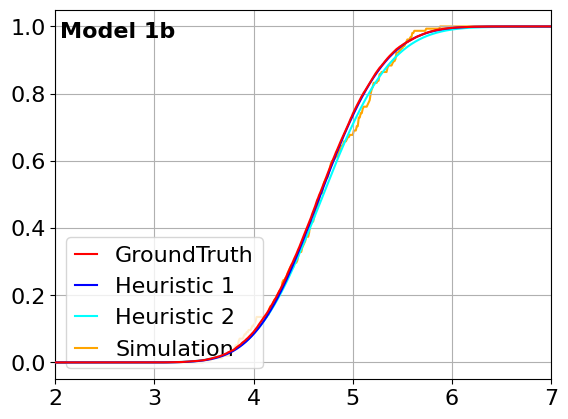 Model 1b
1.0
0.8
0.6
0.4
0.2
0.0
GroundTruth
Heuristic 1
Heuristic 2
Simulation
2 3 4 5 6 7